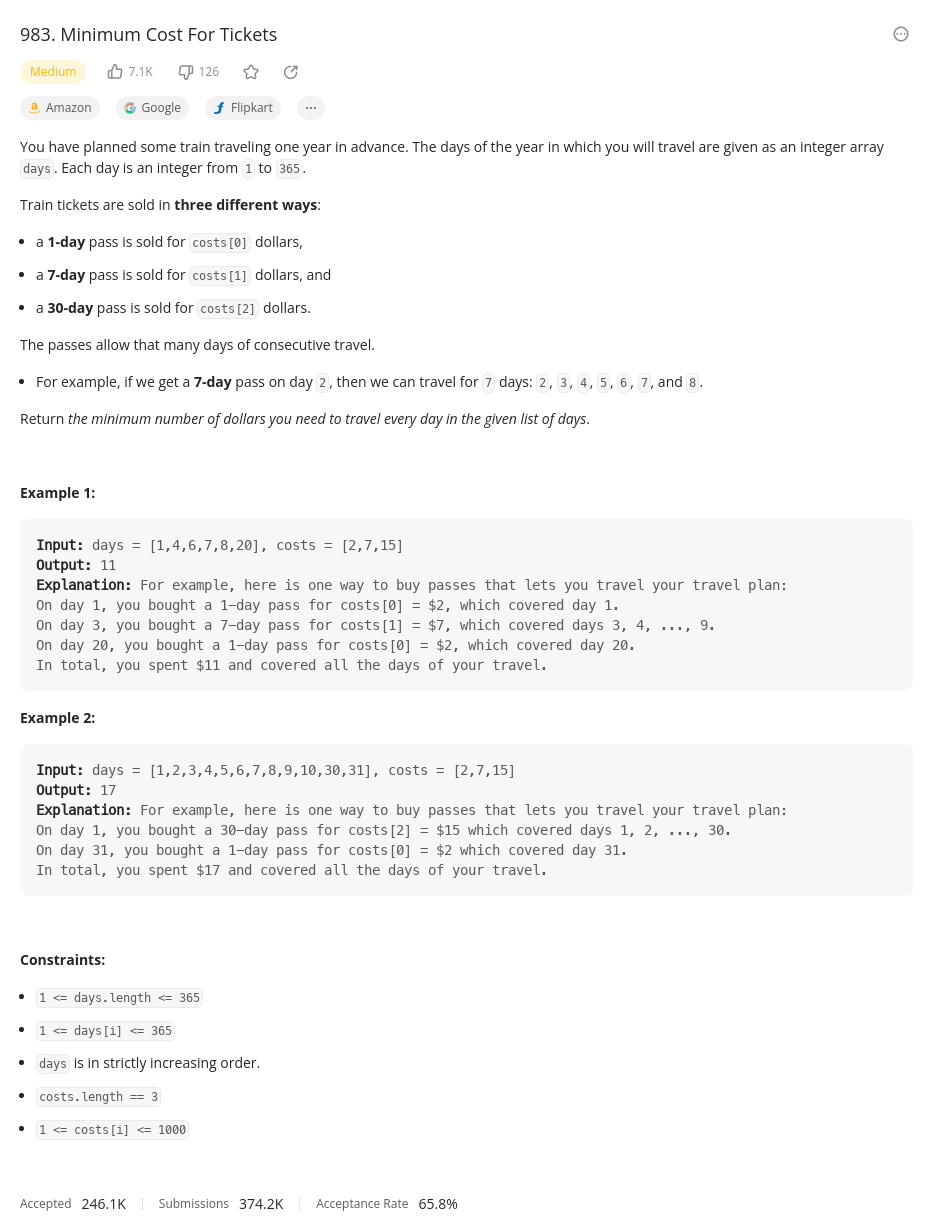 983. Minimum Cost For Tickets
Medium 7.1K 126
Amazon Google Flipkart ...
You have planned some train traveling one year in advance. The days of the year in which you will travel are given as an integer array
days. Each day is an integer from 1 to 365.
Train tickets are sold in three different ways:
• a 1-day pass is sold for costs[0] dollars,
• a 7-day pass is sold for costs[1] dollars, and
• a 30-day pass is sold for costs[2] dollars.
The passes allow that many days of consecutive travel.
• For example, if we get a 7-day pass on day 2, then we can travel for 7 days: 2, 3, 4, 5, 6, 7, and 8.
Return the minimum number of dollars you need to travel every day in the given list of days.
Example 1:
Input: days = [1,4,6,7,8,20], costs = [2,7,15]
Output: 11
Explanation: For example, here is one way to buy passes that lets you travel your travel plan:
On day 1, you bought a 1-day pass for costs[0] = $2, which covered day 1.
On day 3, you bought a 7-day pass for costs[1] = $7, which covered days 3, 4, ..., 9.
On day 20, you bought a 1-day pass for costs[0] = $2, which covered day 20.
In total, you spent $11 and covered all the days of your travel.
Example 2:
Input: days = [1,2,3,4,5,6,7,8,9,10,30,31], costs = [2,7,15]
Output: 17
Explanation: For example, here is one way to buy passes that lets you travel your travel plan:
On day 1, you bought a 30-day pass for costs[2] = $15 which covered days 1, 2, ..., 30.
On day 31, you bought a 1-day pass for costs[0] = $2 which covered day 31.
In total, you spent $17 and covered all the days of your travel.
Constraints:
• 1 <= days.length <= 365
• 1 <= days[i] <= 365
• days is in strictly increasing order.
• costs.length == 3
• 1 <= costs[i] <= 1000
Accepted 246.1K Submissions 374.2K Acceptance Rate 65.8%